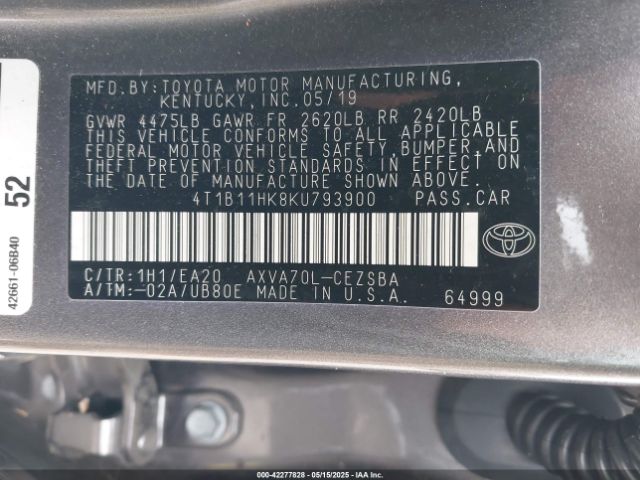 MFD.BY:TOYOTA MOTOR MANUFACTURING,
KENTUCKY,INC.05/19
GVWR 4475LB GAWR FR 2620LB RR 2420LB
THIS VEHICLE CONFORMS TO ALL APPLICABLE
FEDERAL MOTOR VEHICLE SAFETY,BUMPER,AND
THEFT PREVENTION STANDARDS IN EFFECT ON
THE DATE OF MANUFACTURE SHOWN ABOVE.
4T1B11HK8KU793900 PASS.CAR
C/TR:1H1/EA20 AXVA70L-CEZSBA
A/TM:-02A/UB80E MADE IN U.S.A. 64999
52
42661-06B40
000-42277828 - 05/15/2025 - IAAI.COM